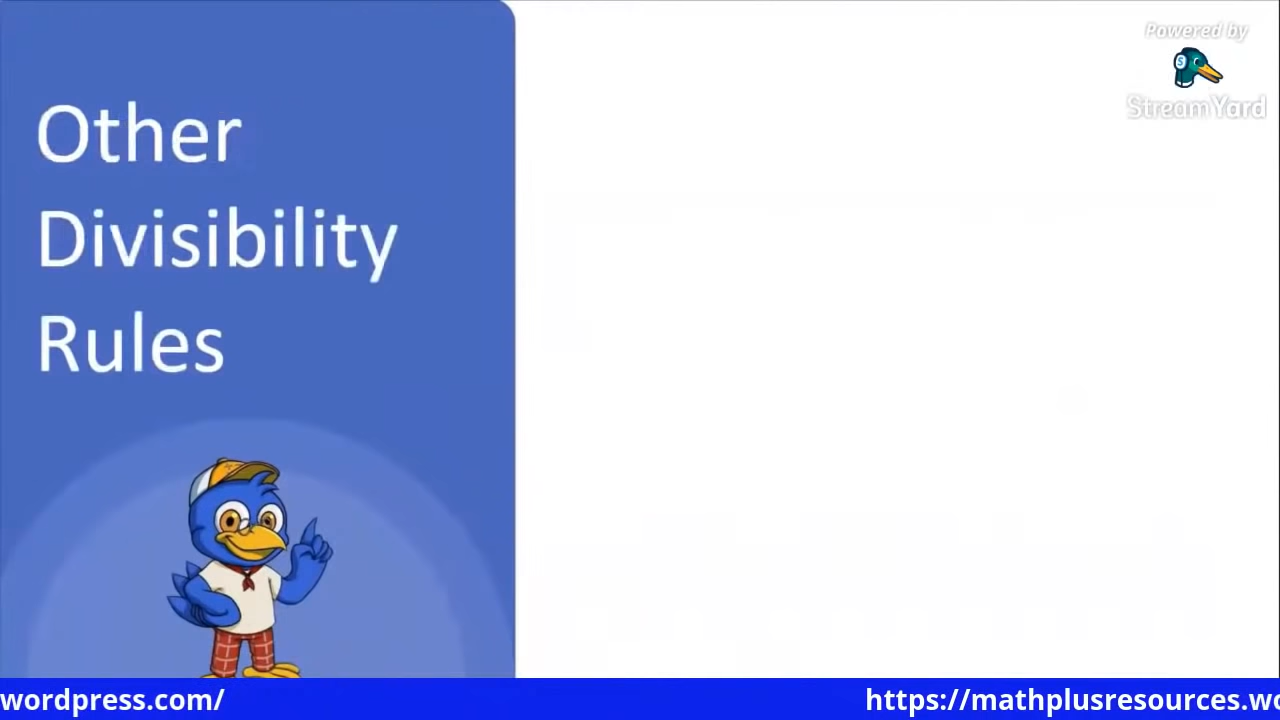 Other
Divisibility
Rules
Powered by
StreamYard
wordpress.com/
https://mathplusresources.wo